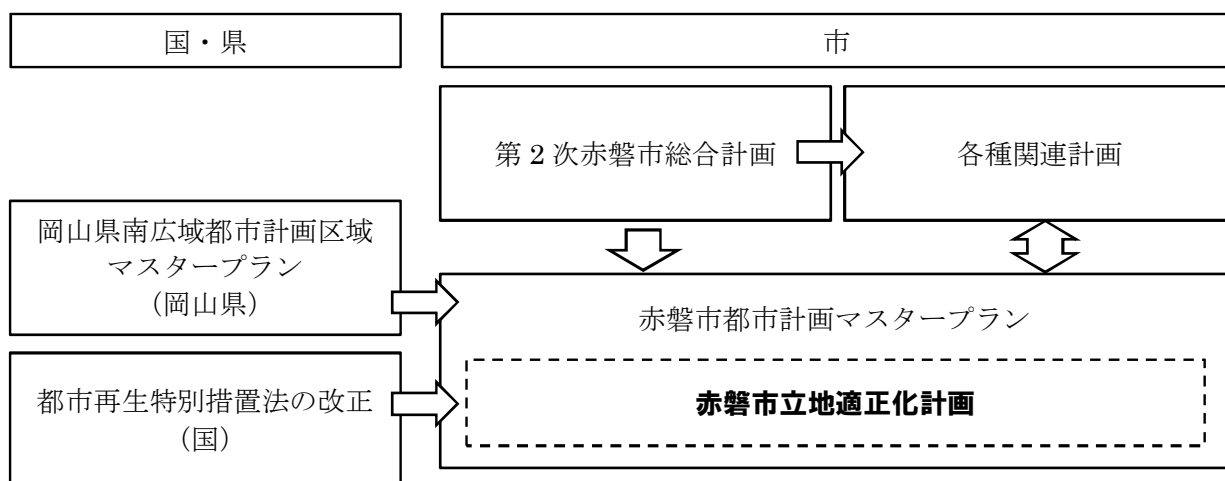 国・県
市
第２次赤磐市総合計画
各種関連計画
岡山県南広域都市計画区域
マスタープラン
（岡山県）
赤磐市都市計画マスタープラン
都市再生特別措置法の改正
（国）
赤磐市立地適正化計画